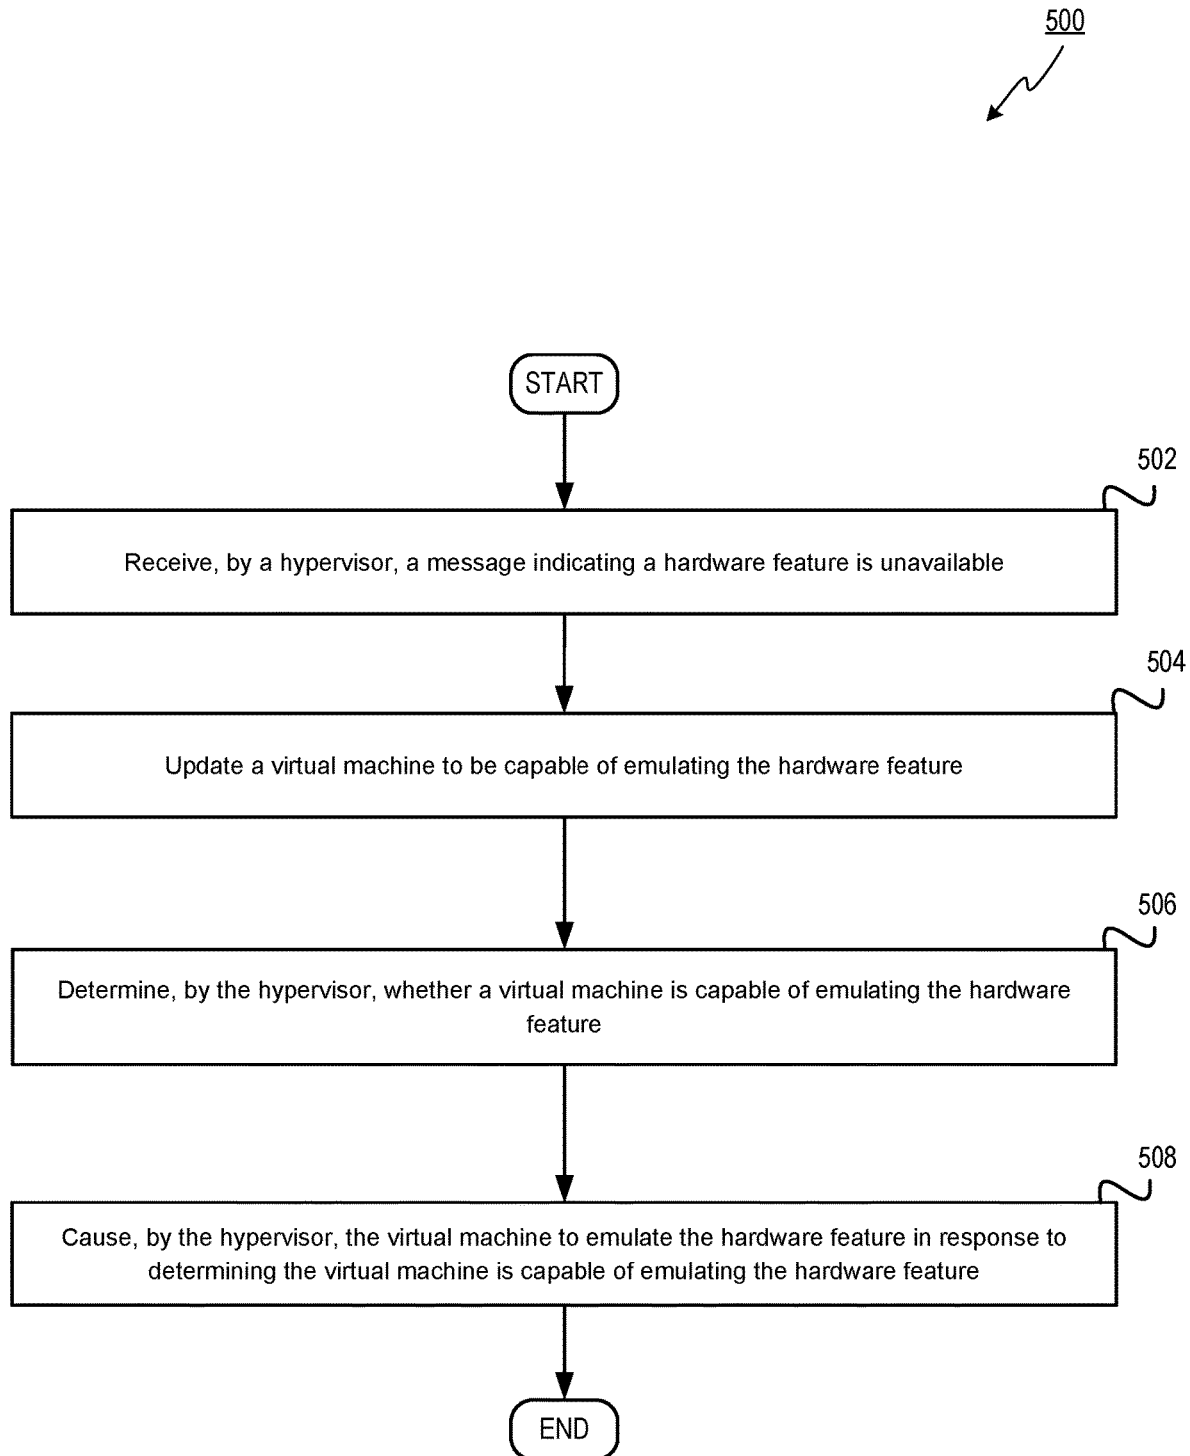 500
START
502
Receive, by a hypervisor, a message indicating a hardware feature is unavailable
504
Update a virtual machine to be capable of emulating the hardware feature
506
Determine, by the hypervisor, whether a virtual machine is capable of emulating the hardware
feature
508
Cause, by the hypervisor, the virtual machine to emulate the hardware feature in response to
determining the virtual machine is capable of emulating the hardware feature
END